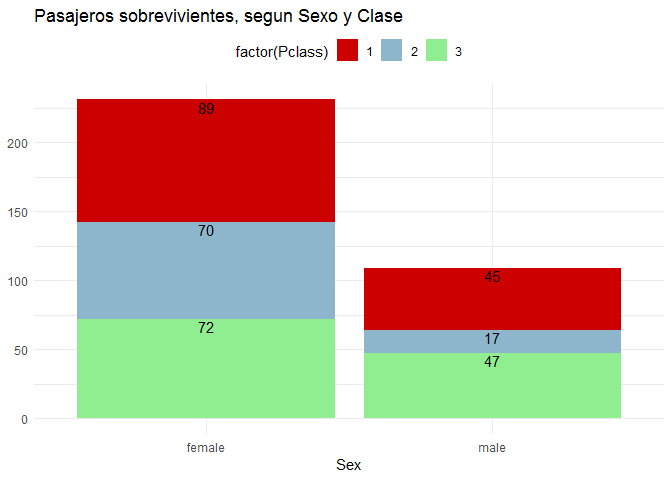 Pasajeros sobrevivientes, segun Sexo y Clase
factor(Pclass) 1 2 3
200
150
100
50
0
89
70
72
45
17
47
female male
Sex